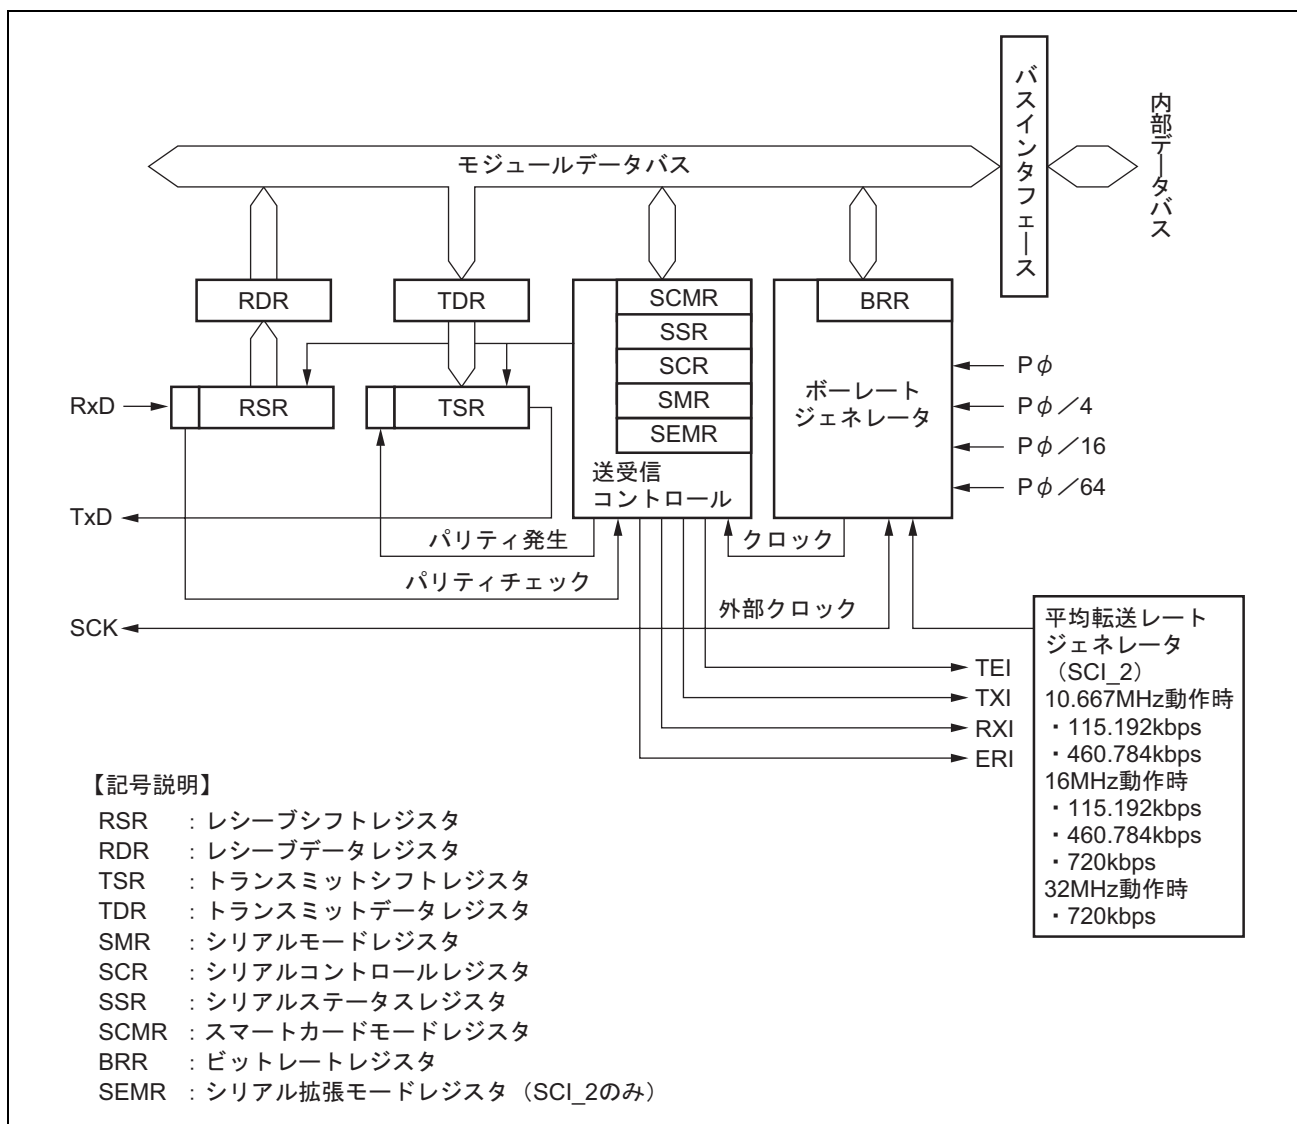 バスインタフェース
内部データバス
モジュールデータバス
RDR
TDR
SCMR
SSR
SCR
SMR
SEMR
送受信
コントロール
BRR
ボーレート
ジェネレータ
Pφ
Pφ／4
Pφ／16
Pφ／64
RxD
RSR
TSR
TxD
パリティ発生
クロック
パリティチェック
外部クロック
SCK
TEI
TXI
RXI
ERI
平均転送レート
ジェネレータ
（SCI_2）
10.667MHz動作時
・115.192kbps
・460.784kbps
16MHz動作時
・115.192kbps
・460.784kbps
・720kbps
32MHz動作時
・720kbps
【記号説明】
RSR : レシーブシフトレジスタ
RDR : レシーブデータレジスタ
TSR : トランスミットシフトレジスタ
TDR : トランスミットデータレジスタ
SMR : シリアルモードレジスタ
SCR : シリアルコントロールレジスタ
SSR : シリアルステータスレジスタ
SCMR : スマートカードモードレジスタ
BRR : ビットレートレジスタ
SEMR : シリアル拡張モードレジスタ（SCI_2のみ）